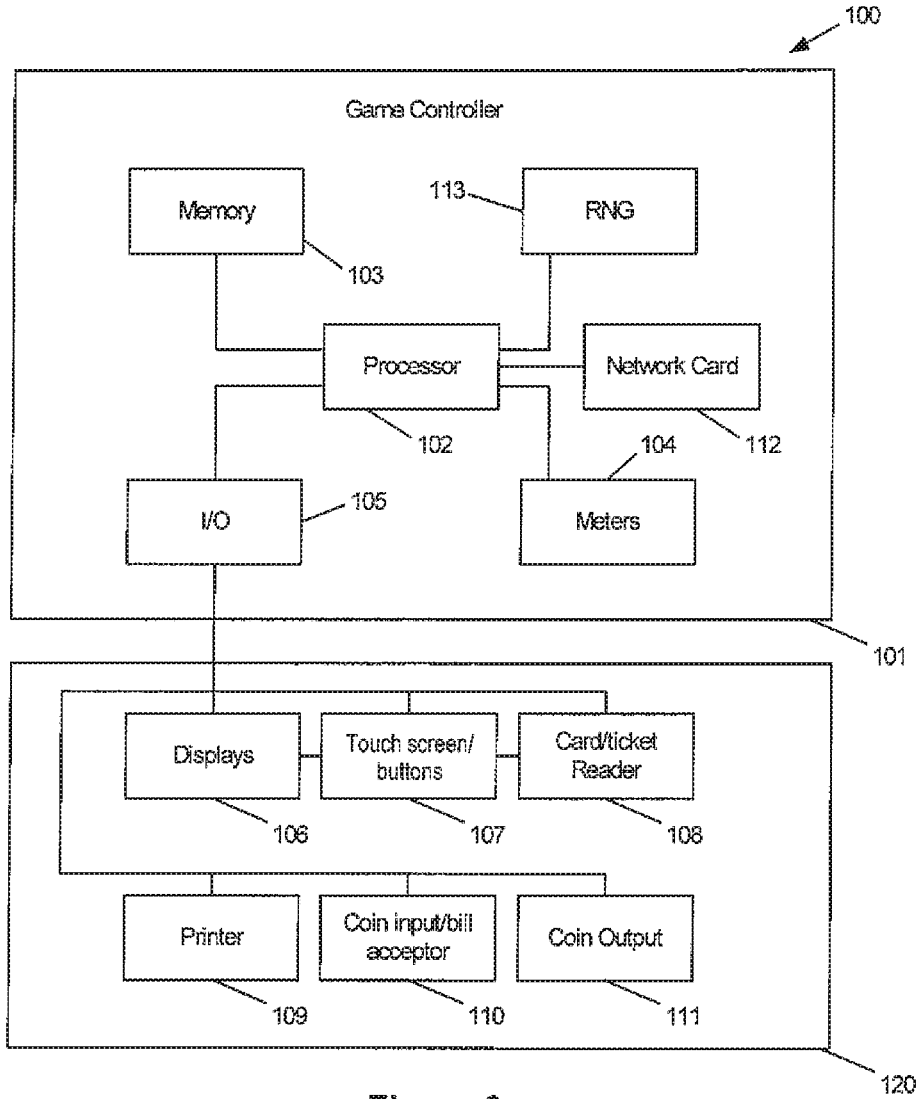 100
Game Controller
Memory
113
RNG
103
Processor
Network Card
102
104
112
I/O
105
Meters
101
Displays
Touch screen/
buttons
Card/ticket
Reader
106
107
108
Printer
Coin input/bill
acceptor
Coin Output
109
110
111
120